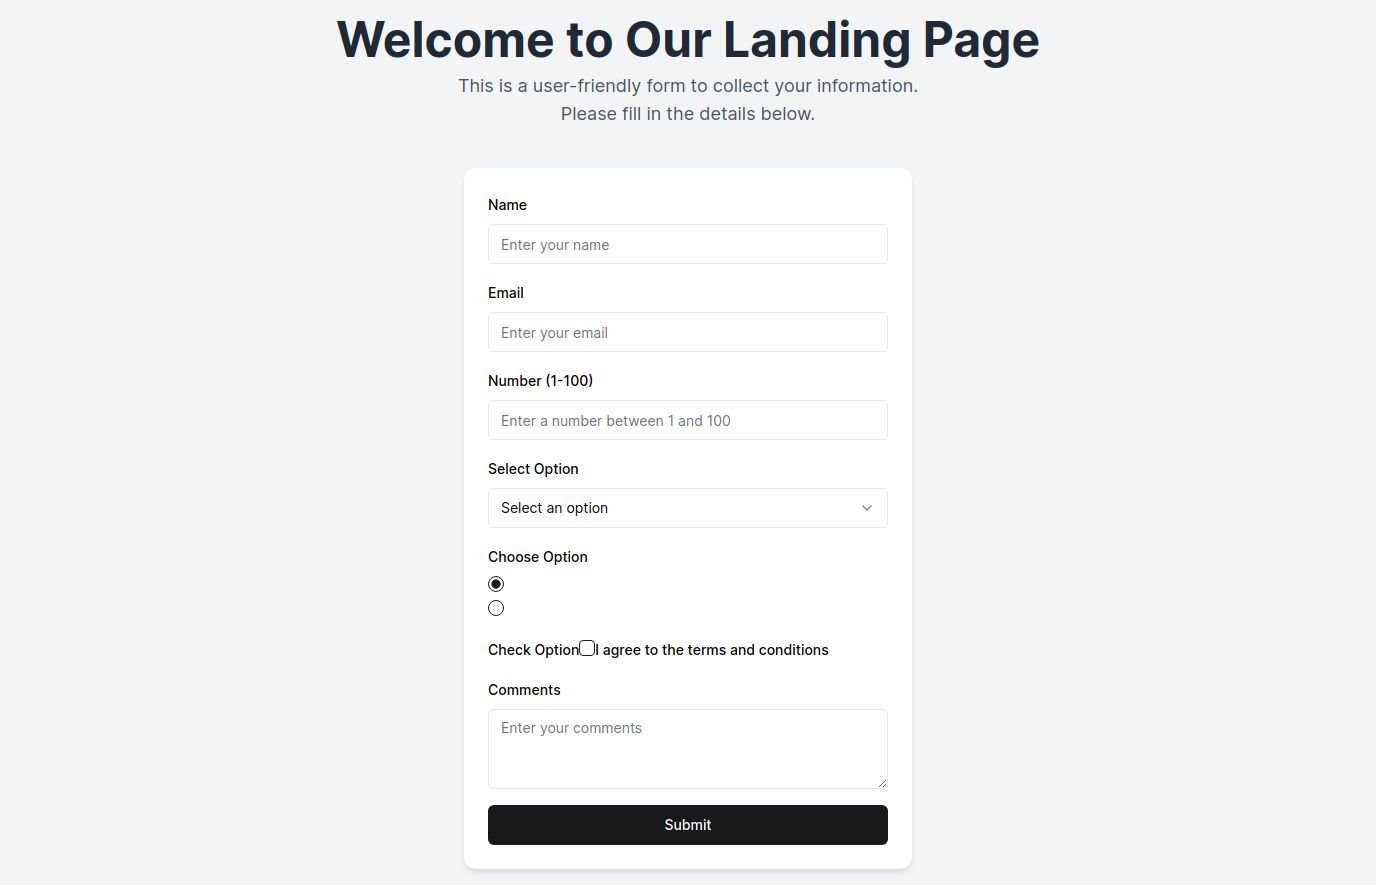 Welcome to Our Landing Page
This is a user-friendly form to collect your information.
Please fill in the details below.
Name
Enter your name
Email
Enter your email
Number (1-100)
Enter a number between 1 and 100
Select Option
Select an option
Choose Option
Check Option I agree to the terms and conditions
Comments
Enter your comments
Submit